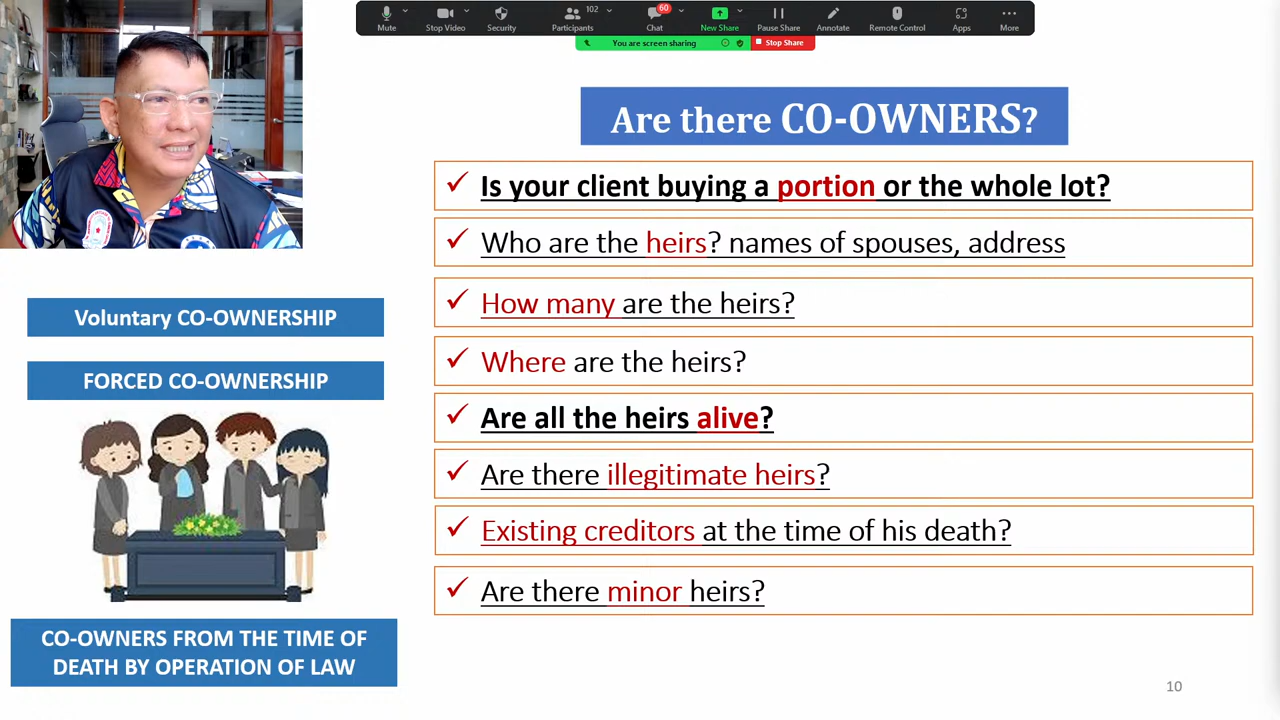 102
60
Mute
Stop Video
Security
Participants
Chat
New Share
Pause Share
Annotate
Remote Control
Apps
More
You are screen sharing
Stop Share
Are there CO-OWNERS?
✓ Is your client buying a portion or the whole lot?
✓ Who are the heirs? names of spouses, address
✓ How many are the heirs?
✓ Where are the heirs?
✓ Are all the heirs alive?
✓ Are there illegitimate heirs?
✓ Existing creditors at the time of his death?
✓ Are there minor heirs?
Voluntary CO-OWNERSHIP
FORCED CO-OWNERSHIP
CO-OWNERS FROM THE TIME OF
DEATH BY OPERATION OF LAW
10